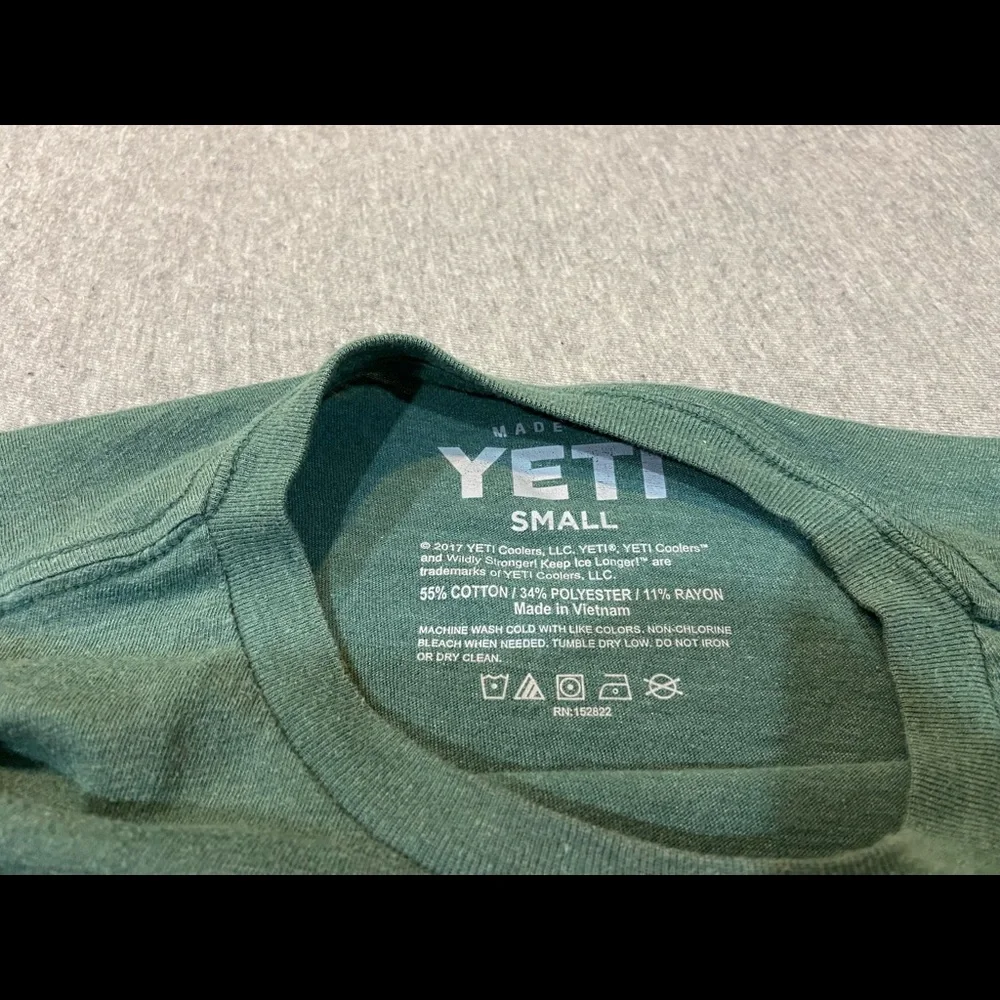 MADE
YETI
SMALL
© 2017 YETI Coolers, LLC. YETI®, YETI Coolers™
and Wildly Stronger! Keep Ice Longer!™ are
trademarks of YETI Coolers, LLC.
55% COTTON / 34% POLYESTER / 11% RAYON
Made in Vietnam
MACHINE WASH COLD WITH LIKE COLORS. NON-CHLORINE
BLEACH WHEN NEEDED. TUMBLE DRY LOW. DO NOT IRON
OR DRY CLEAN.
RN:152822